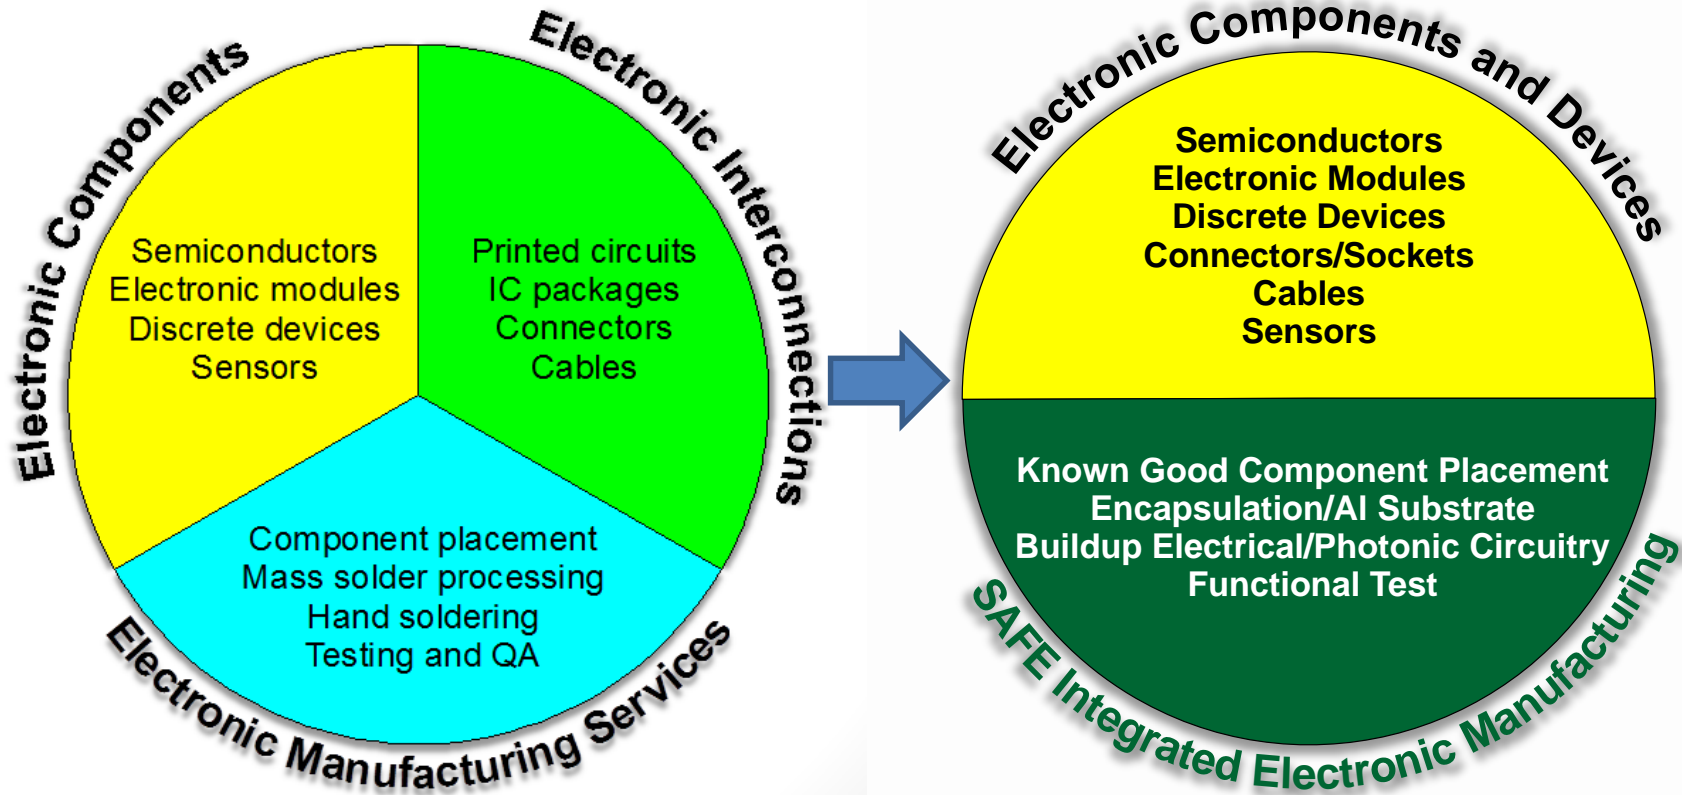 Electronic Components
Semiconductors
Electronic modules
Discrete devices
Sensors
Electronic Interconnections
Printed circuits
IC packages
Connectors
Cables
Component placement
Mass solder processing
Hand soldering
Testing and QA
Electronic Manufacturing Services
Electronic Components and Devices
Semiconductors
Electronic Modules
Discrete Devices
Connectors/Sockets
Cables
Sensors
Known Good Component Placement
Encapsulation/Al Substrate
Buildup Electrical/Photonic Circuitry
Functional Test
SAFE Integrated Electronic Manufacturing